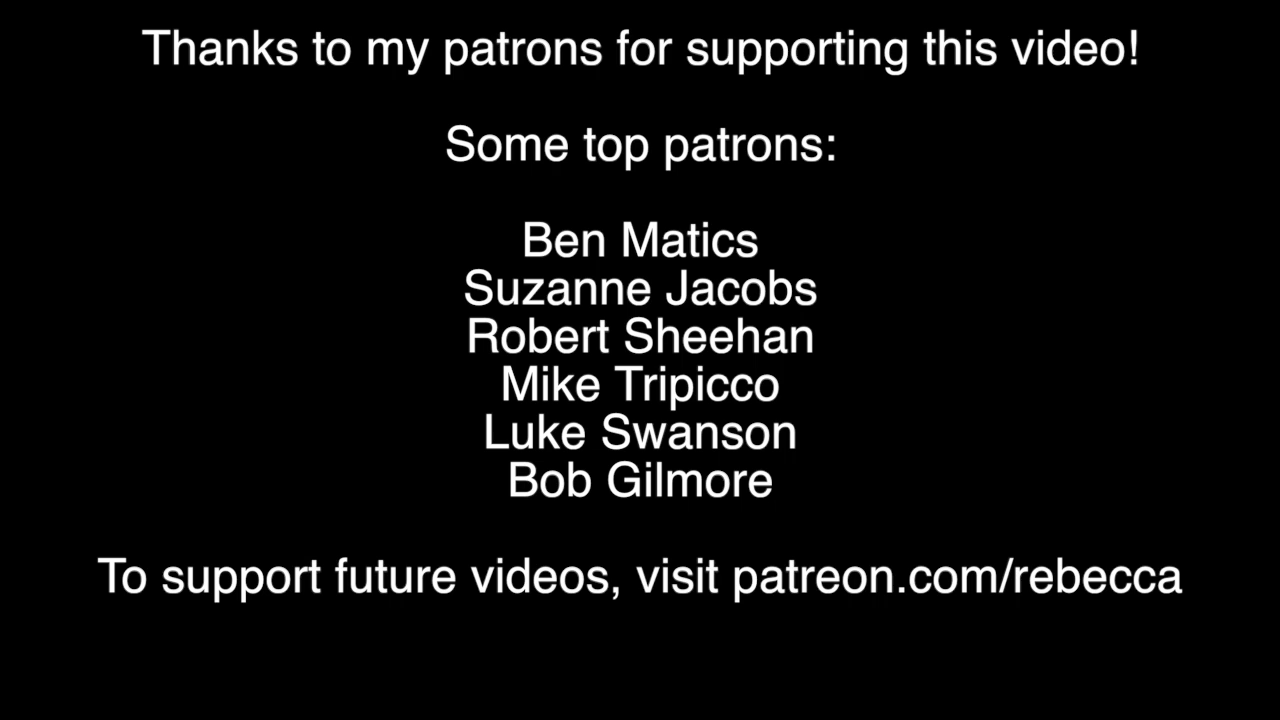 Thanks to my patrons for supporting this video!
Some top patrons:
Ben Matics
Suzanne Jacobs
Robert Sheehan
Mike Tripicco
Luke Swanson
Bob Gilmore
To support future videos, visit patreon.com/rebecca